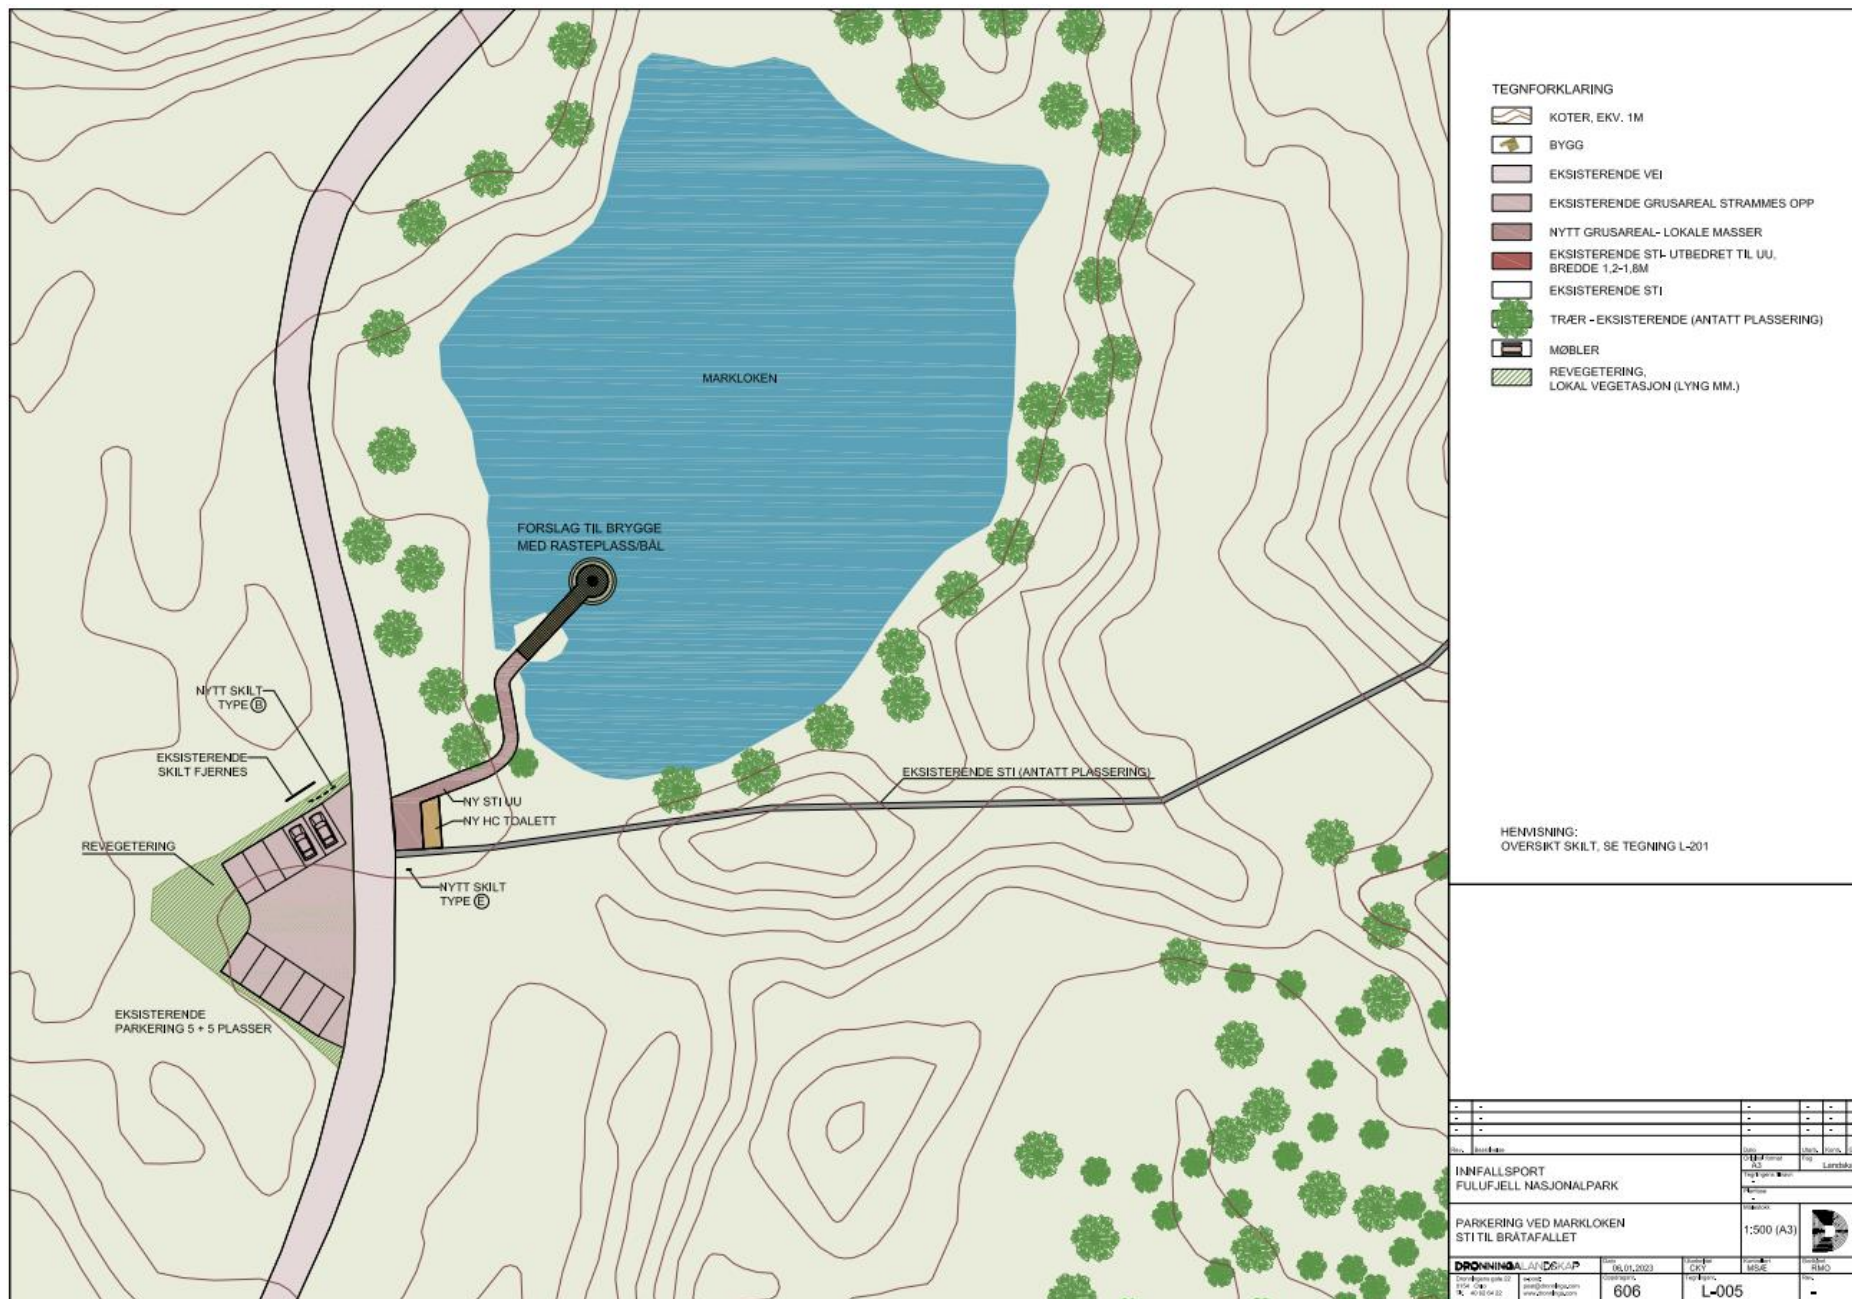 FORSLAG TIL BRYGGE
MED RASTEPLASS/BÅL
MARKLOKEN
NYTT SKILT
TYPE B
EKSISTERENDE
SKILT FJERNES
REVEGETERING
EKSISTERENDE STI (ANTATT PLASSERING)
NY STI UU
NY HC TOALETT
NYTT SKILT
TYPE E
EKSISTERENDE
PARKERING 5 + 5 PLASSER
TEGNFORKLARING
KOTER, EKV. 1M
BYGG
EKSISTERENDE VEI
EKSISTERENDE GRUSAREAL STRAMMES OPP
NYTT GRUSAREAL- LOKALE MASSER
EKSISTERENDE STI- UTBEDRET TIL UU,
BREDDE 1,2-1,8M
EKSISTERENDE STI
TRÆR - EKSISTERENDE (ANTATT PLASSERING)
MØBLER
REVEGETERING,
LOKAL VEGETASJON (LYNG MM.)
HENVISNING:
OVERSIKT SKILT, SE TEGNING L-201
INNFALLSPORT
FULUFJELL NASJONALPARK
A3
PARKERING VED MARKLOKEN
STI TIL BRATAFALLET
1:500 (A3)
DRONNINGALANDSKAP
06.01.2023
CKY
RMO
606
L-005